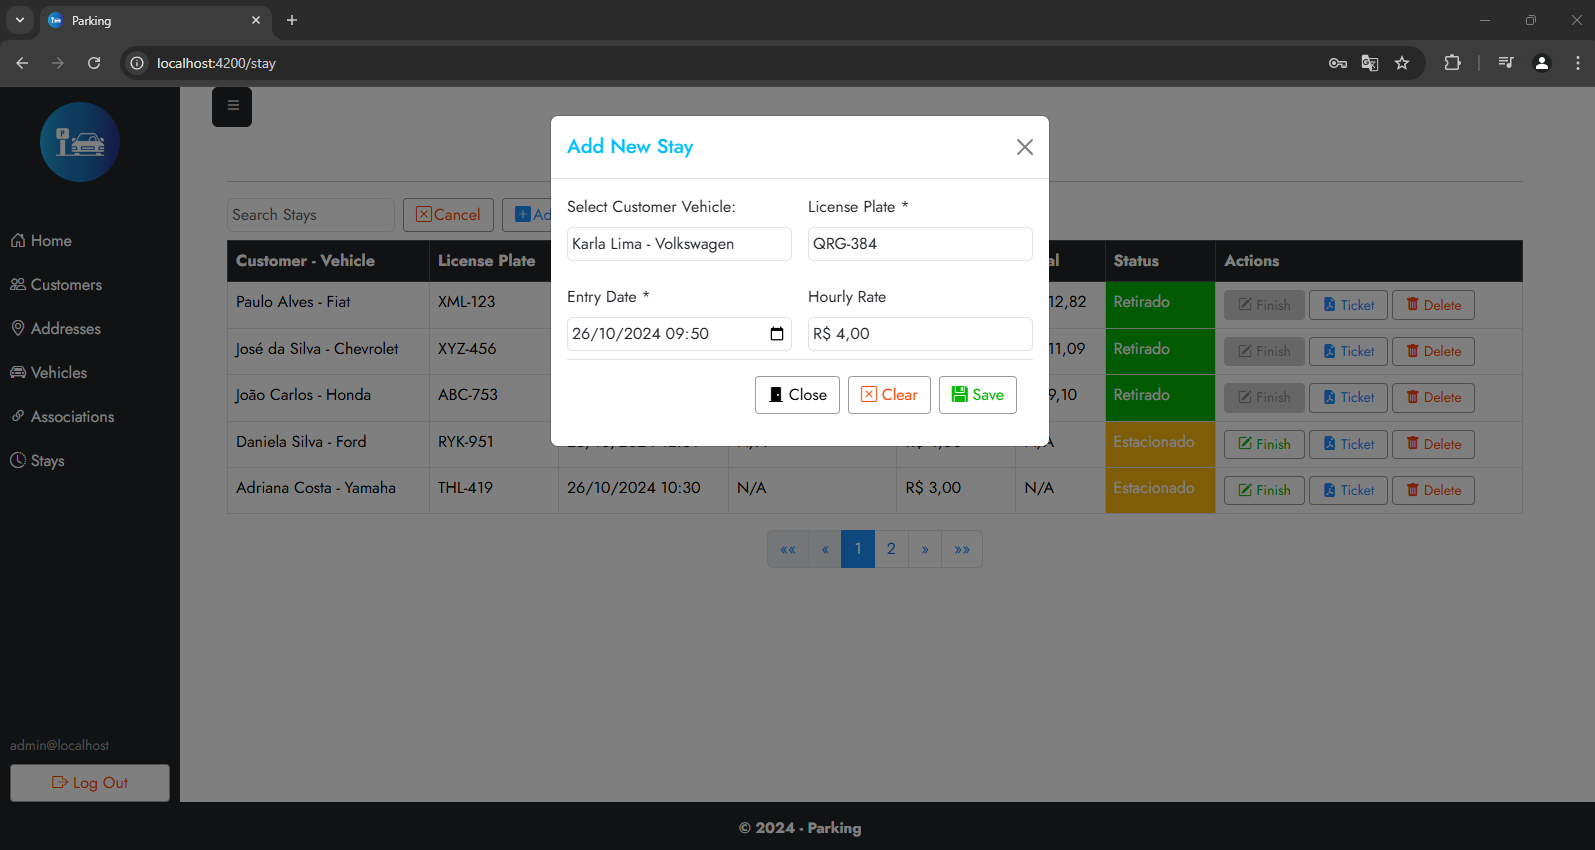 Parking
localhost:4200/stay
Home
Customers
Addresses
Vehicles
Associations
Stays
admin@localhost
Log Out
Add New Stay
Select Customer Vehicle:
License Plate *
Karla Lima - Volkswagen
QRG-384
Entry Date *
Hourly Rate
26/10/2024 09:50
R$ 4,00
Close
Clear
Save
Search Stays
Cancel
Customer - Vehicle
License Plate
Status
Actions
Paulo Alves - Fiat
XML-123
12,82
Retirado
Finish
Ticket
Delete
José da Silva - Chevrolet
XYZ-456
11,09
Retirado
Finish
Ticket
Delete
João Carlos - Honda
ABC-753
9,10
Retirado
Finish
Ticket
Delete
Daniela Silva - Ford
RYK-951
Estacionado
Finish
Ticket
Delete
Adriana Costa - Yamaha
THL-419
26/10/2024 10:30
N/A
R$ 3,00
N/A
Estacionado
Finish
Ticket
Delete
«« « 1 2 » »»
© 2024 - Parking